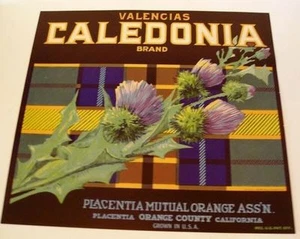 VALENCIAS
CALEDONIA
BRAND
PLACENTIA MUTUAL ORANGE ASS'N.
PLACENTIA ORANGE COUNTY CALIFORNIA
GROWN IN U.S.A.